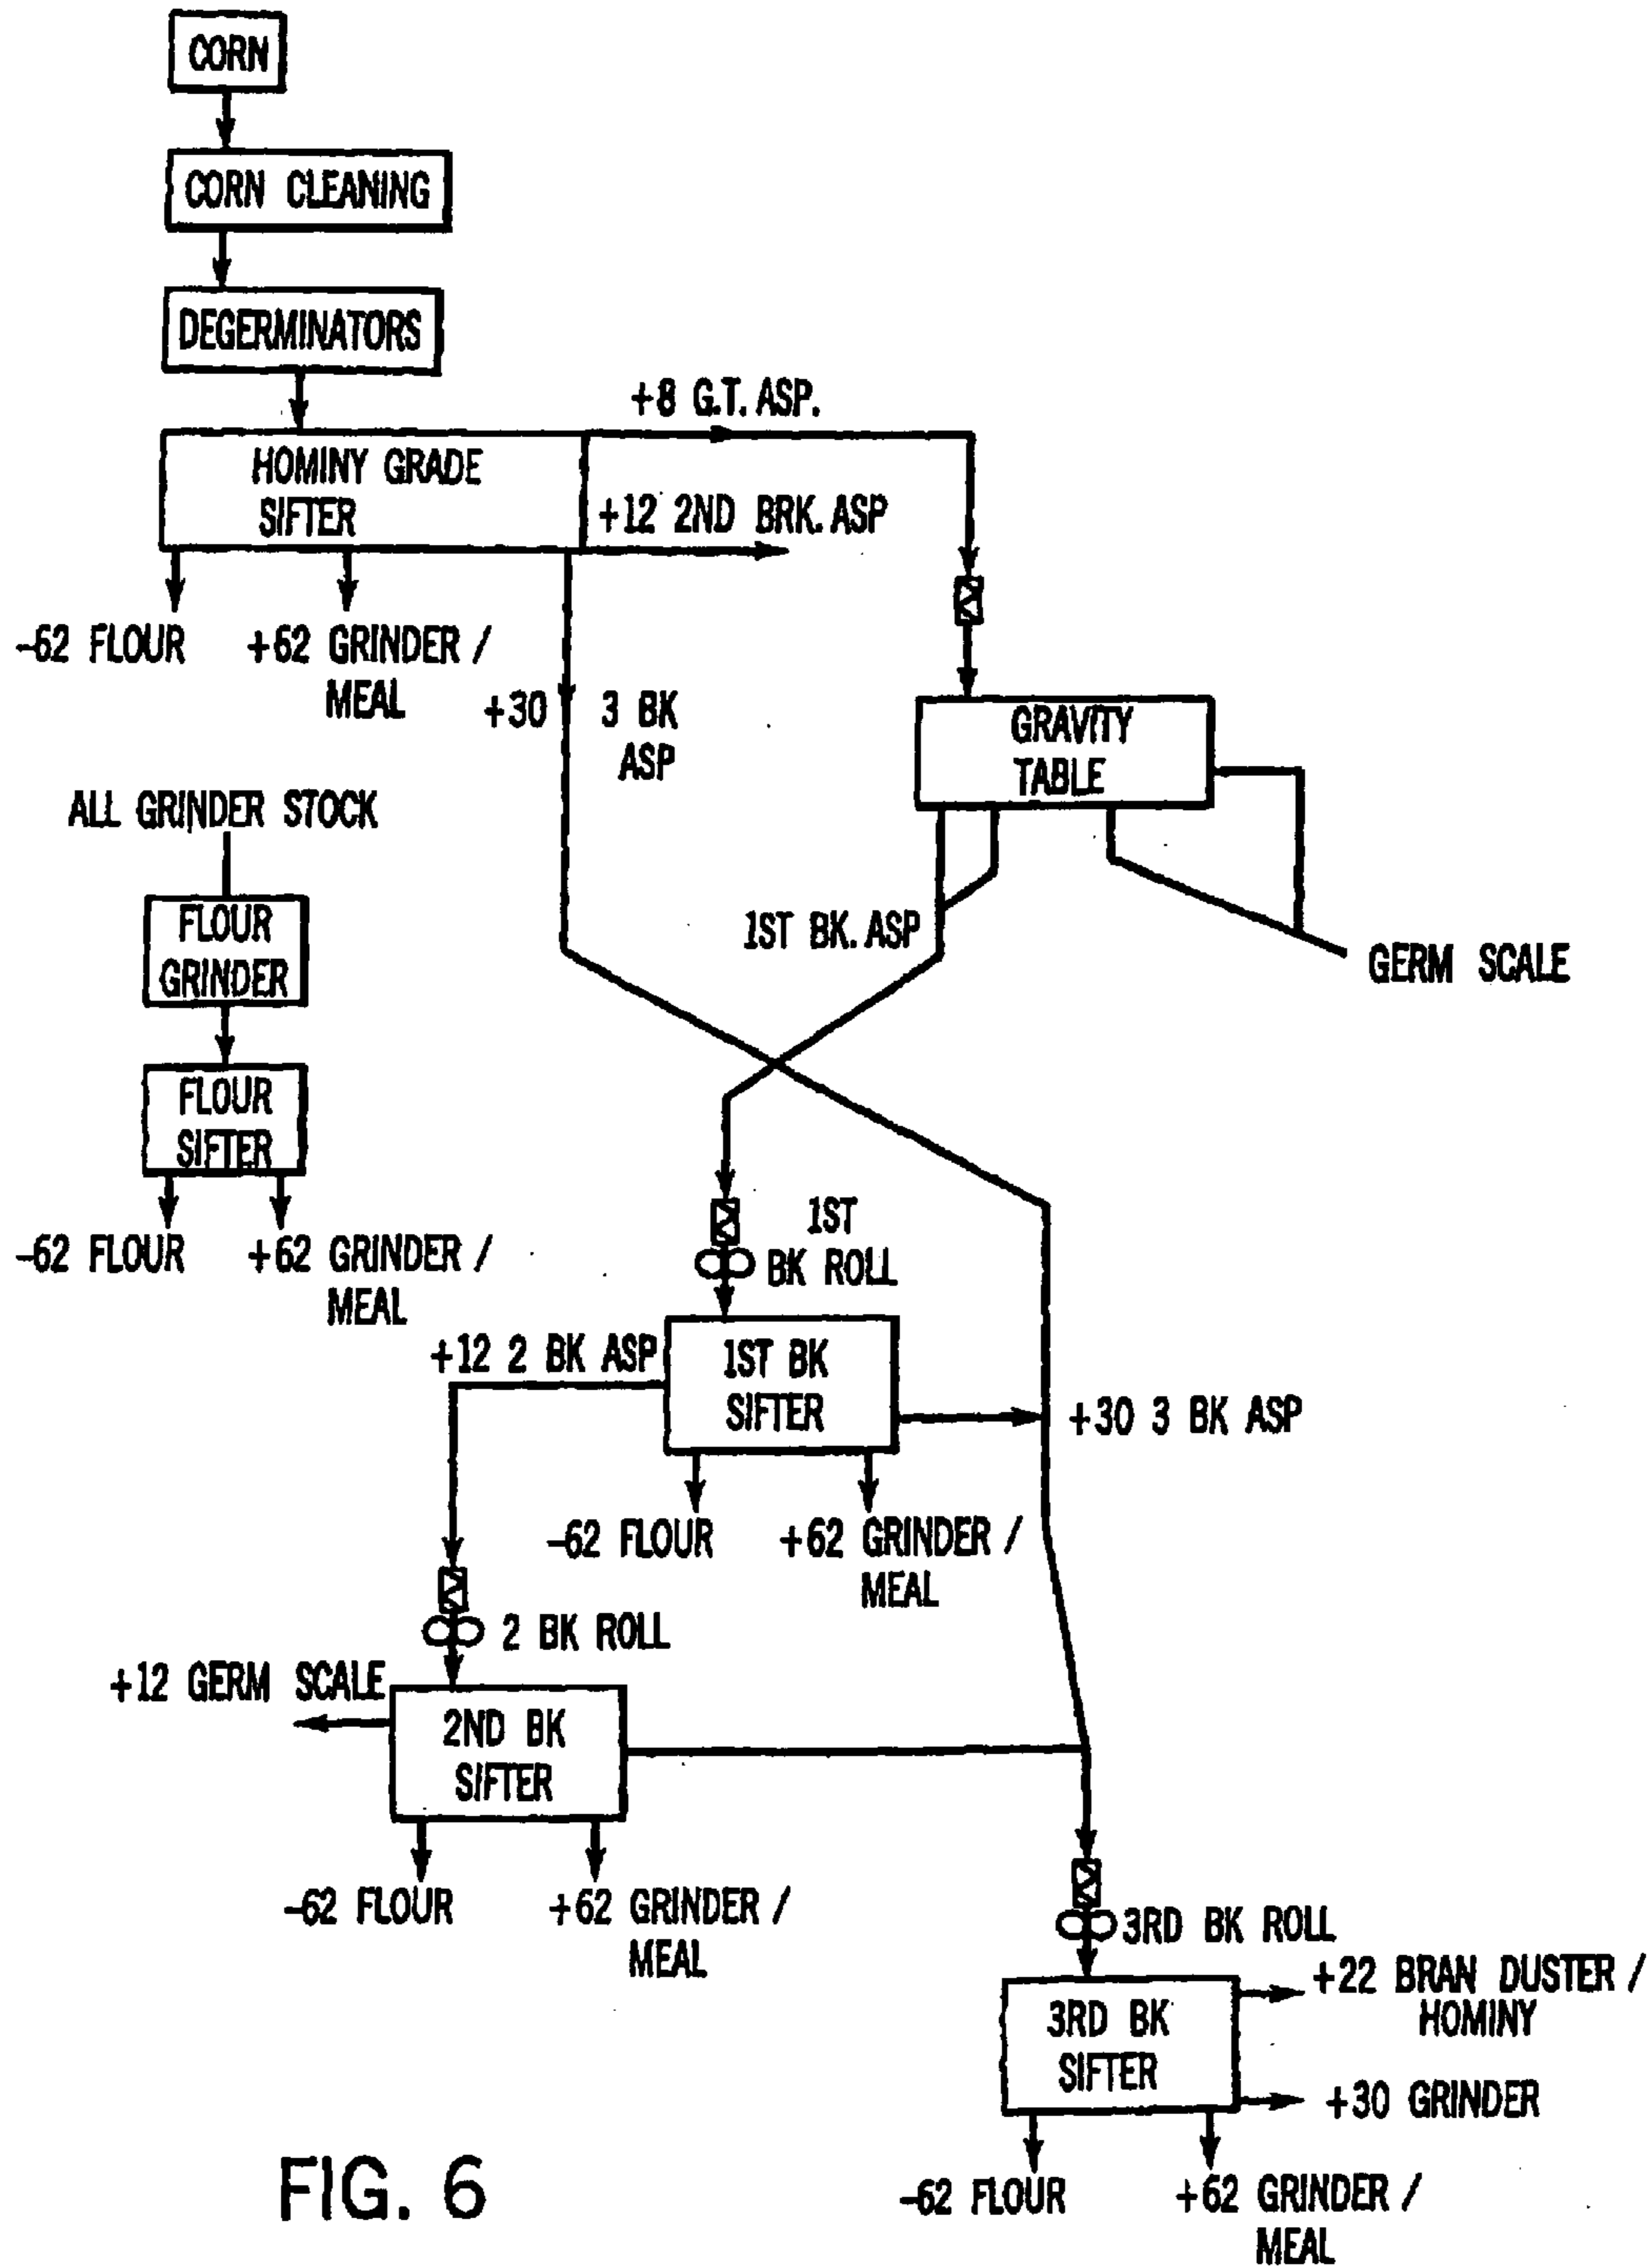 CORN
CORN CLEANING
DEGERMINATORS
+8 G.T. ASP.
HOMINY GRADE
SIFTER
+12 2ND BRK. ASP
-62 FLOUR
+62 GRINDER /
MEAL
+30 3 BK
ASP
GRAVITY
TABLE
ALL GRINDER STOCK
FLOUR
GRINDER
1ST BK. ASP
GERM SCALE
FLOUR
SIFTER
-62 FLOUR
+62 GRINDER /
MEAL
1ST
BK ROLL
+12 2 BK ASP
1ST BK
SIFTER
+30 3 BK ASP
-62 FLOUR
+62 GRINDER /
MEAL
2 BK ROLL
+12 GERM SCALE
2ND BK
SIFTER
-62 FLOUR
+62 GRINDER /
MEAL
3RD BK ROLL
+22 BRAN DUSTER /
HOMINY
3RD BK
SIFTER
+30 GRINDER
-62 FLOUR
+62 GRINDER /
MEAL
FIG. 6